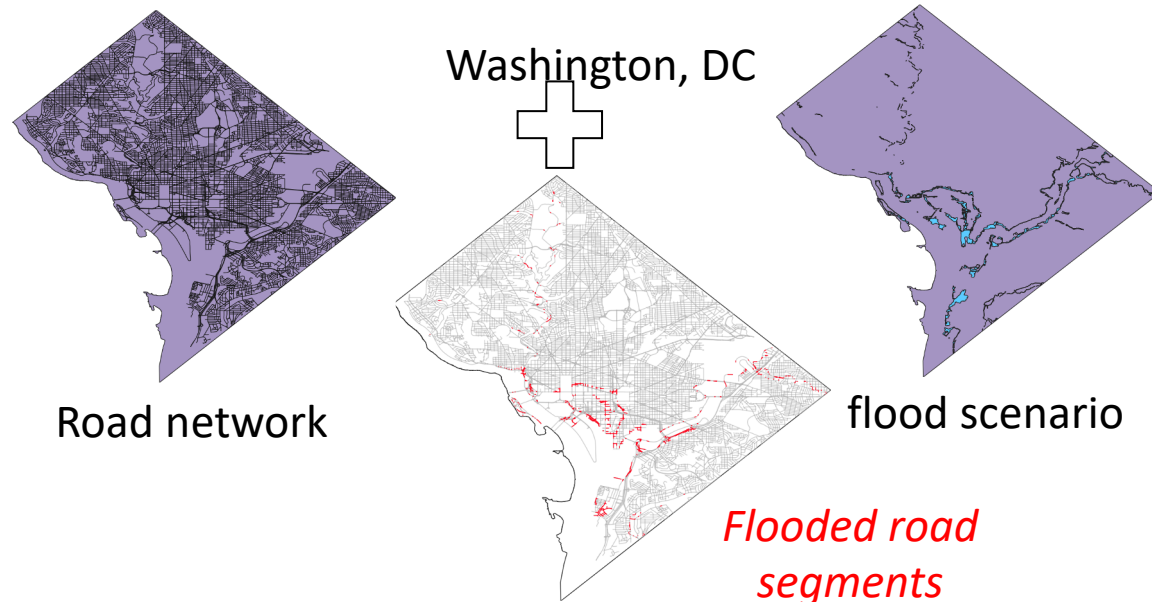 Washington, DC
Road network
flood scenario
Flooded road
segments